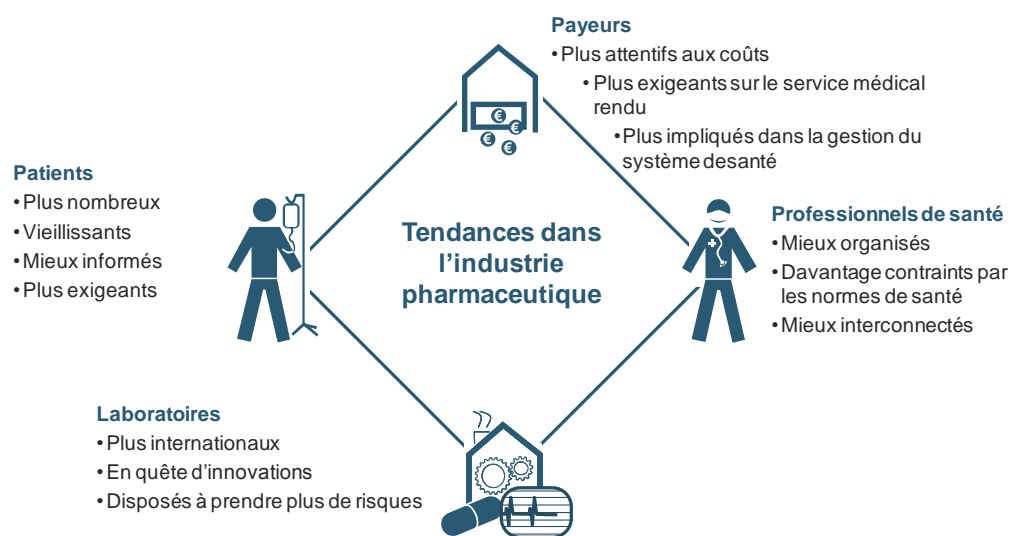 Payeurs
•Plus attentifs aux coûts
•Plus exigeants sur le service médical
rendu
•Plus impliqués dans la gestion du
système desanté
Patients
•Plus nombreux
•Vieillissants
•Mieux informés
•Plus exigeants
Tendances dans
l’industrie
pharmaceutique
Professionnels de santé
•Mieux organisés
•Davantage contraints par
les normes de santé
•Mieux interconnectés
Laboratoires
•Plus internationaux
•En quête d’innovations
•Disposés à prendre plus de risques
€
€
€
€